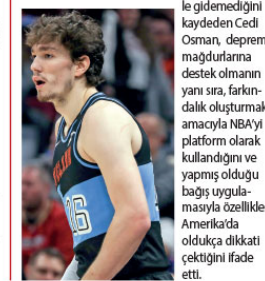 le gidemediğini
kaydeden Cedi
Osman, deprem
mağdurlarına
destek olmanın
yanı sıra, farkın-
dalık oluşturmak
amacıyla NBA'yi
platform olarak
kullandığını ve
yapmış olduğu
bağış uygula-
masıyla özellikle
Amerika'da
oldukça dikkati
çektiğini ifade
etti.
16